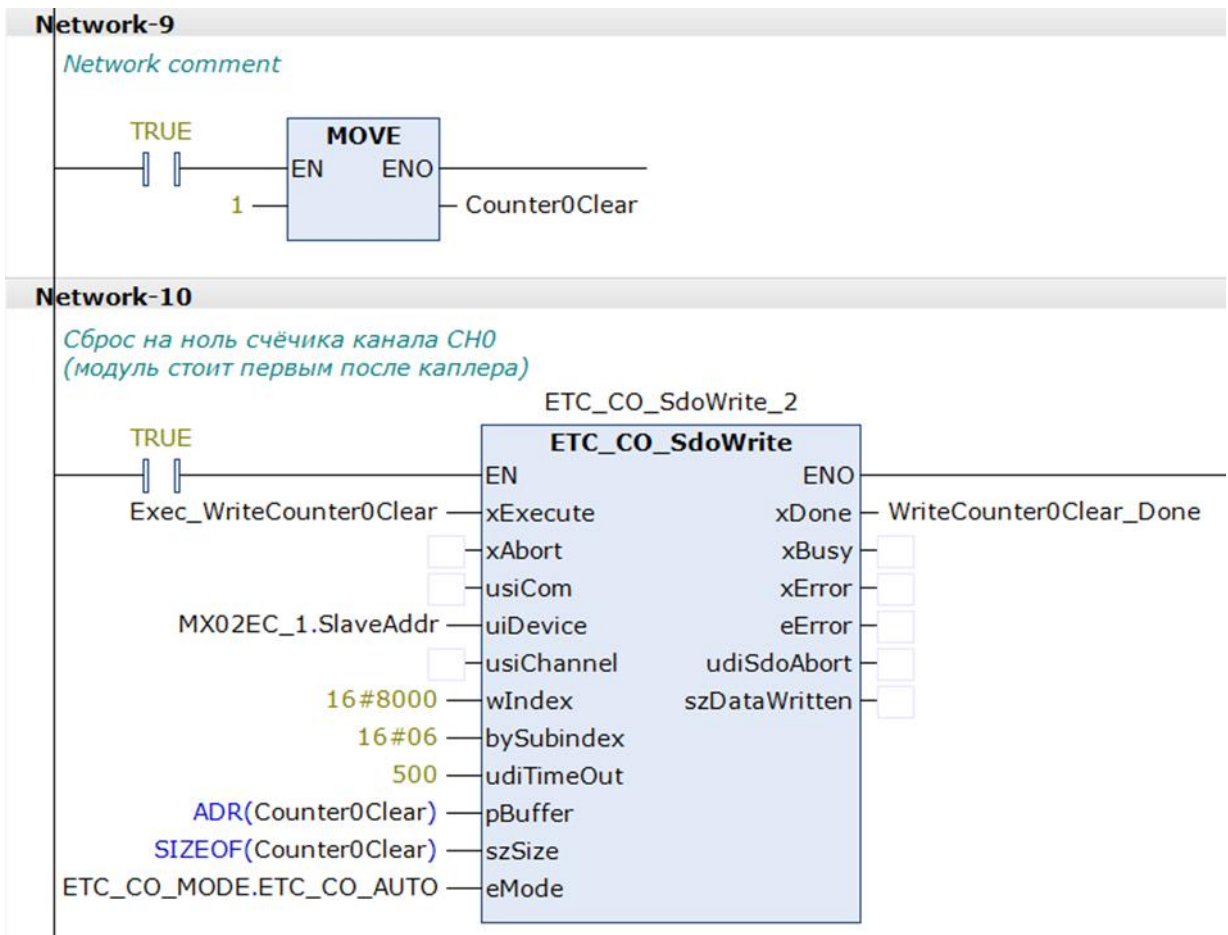 Network-9
Network comment
TRUE
MOVE
EN ENO
1 Counter0Clear
Network-10
Сброс на ноль счёчика канала CH0
(модуль стоит первым после каплера)
ETC_CO_SdoWrite_2
TRUE
ETC_CO_SdoWrite
EN ENO
Exec_WriteCounter0Clear xExecute xDone WriteCounter0Clear_Done
xAbort xBusy
usiCom xError
MX02EC_1.SlaveAddr uiDevice eError
usiChannel udiSdoAbort
16#8000 wIndex szDataWritten
16#06 bySubindex
500 udiTimeOut
ADR(Counter0Clear) pBuffer
SIZEOF(Counter0Clear) szSize
ETC_CO_MODE.ETC_CO_AUTO eMode